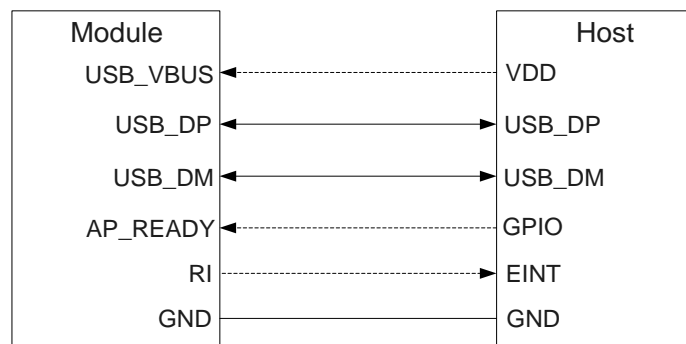 Module Host
USB_VBUS VDD
USB_DP USB_DP
USB_DM USB_DM
AP_READY GPIO
RI EINT
GND GND